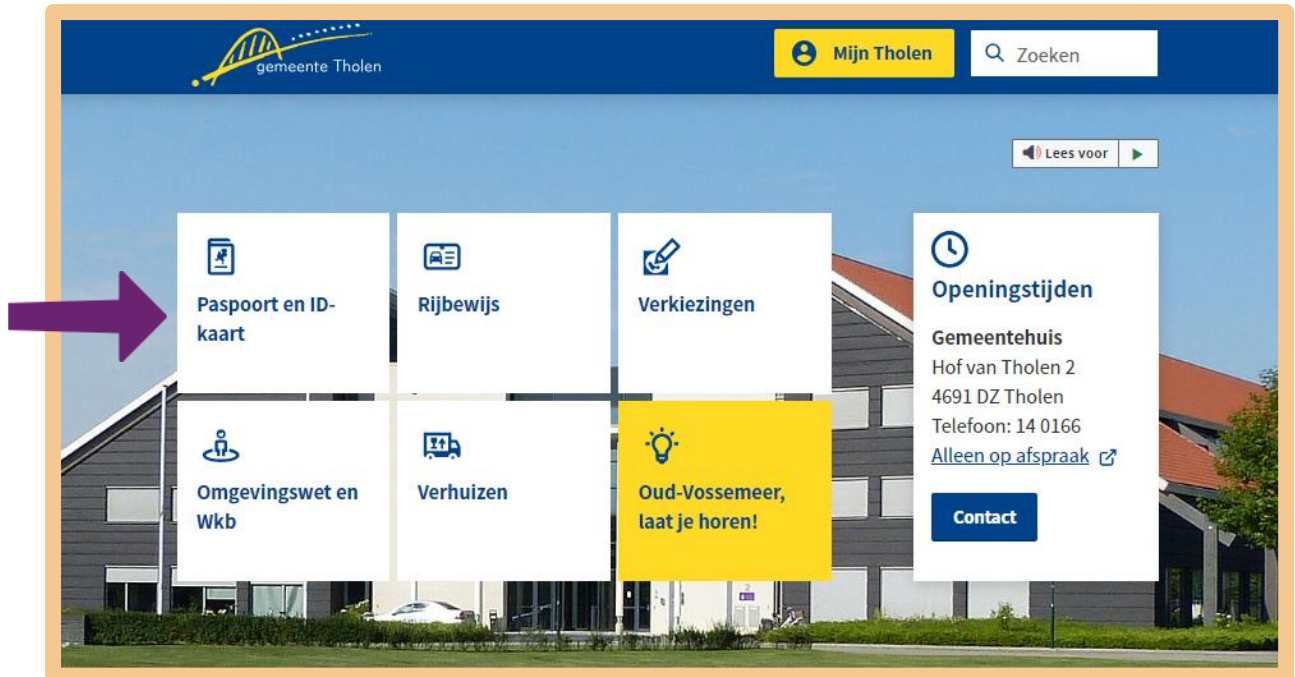 gemeente Tholen
Mijn Tholen
Zoeken
Lees voor
Paspoort en ID-
kaart
Rijbewijs
Verkiezingen
Omgevingswet en
Wkb
Verhuizen
Oud-Vossemeer,
laat je horen!
Openingstijden
Gemeentehuis
Hof van Tholen 2
4691 DZ Tholen
Telefoon: 14 0166
Alleen op afspraak
Contact
2